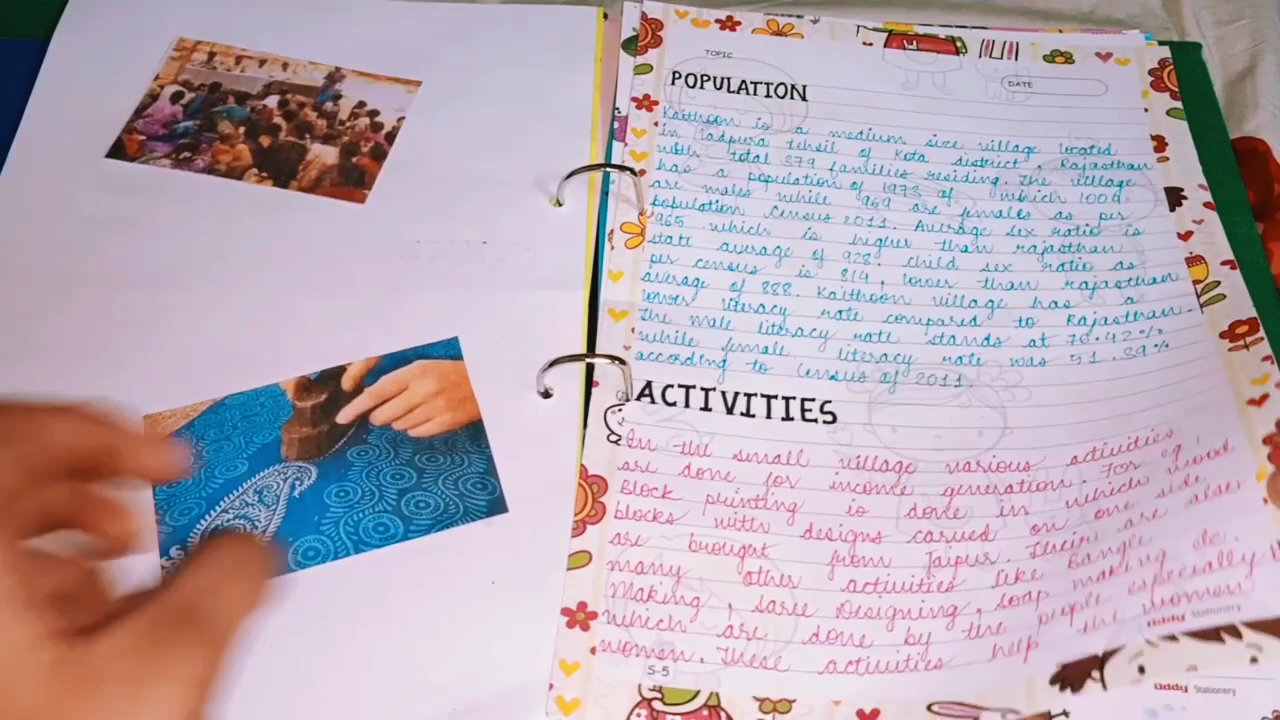 TOPIC
DATE
POPULATION
Kaithoon is a medium size village located
in ladpura tehsil of Kota district, Rajasthan
with total 379 families residing. The village
has a population of 1973 of which 1004
are males while 969 are females as per
population census 2011. Average sex ratio is
965 which is higher than rajasthan
state average of 928. Child sex ratio as
per census is 814, lower than rajasthan
average of 888. Kaithoon village has a
lower literacy rate compared to Rajasthan.
The male literacy rate stands at 76.42%
while female literacy rate was 51.39%
according to census of 2011
ACTIVITIES
In the small village various activities
are done for income generation. For eg,
Block printing is done in which wood
blocks with designs carved on one side,
are brought from Jaipur. Their are also
many other activities like Bangle
Making, saree Designing, soap making etc.
which are done by the people especially
women. These activities help the women
S-5
Uddy Stationery
Uddy Stationery